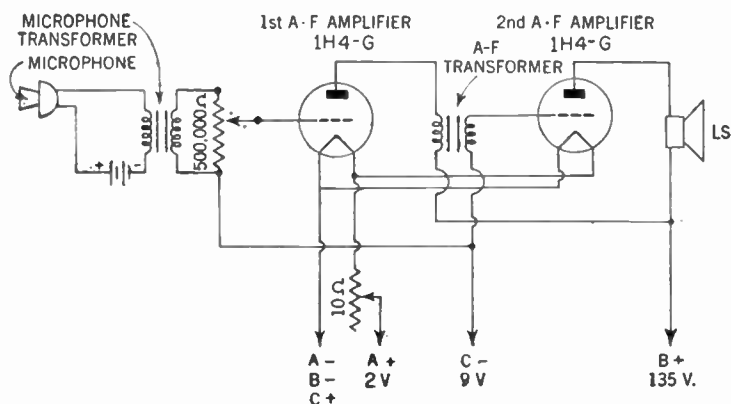 MICROPHONE
TRANSFORMER
MICROPHONE
1st A-F AMPLIFIER
1H4-G
A-F
TRANSFORMER
2nd A-F AMPLIFIER
1H4-G
500,000Ω
+ -
LS
10Ω
A -
B -
C +
A +
2 V
C -
9 V
B +
135 V.